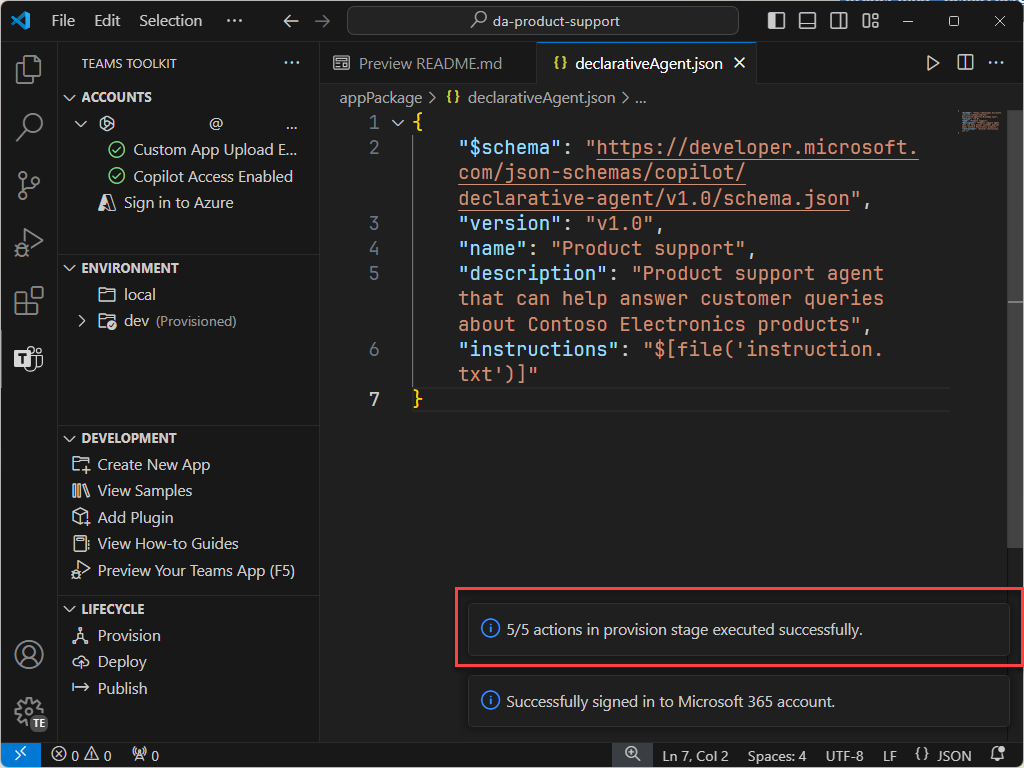 File Edit Selection ···
da-product-support
TEAMS TOOLKIT ···
Preview README.md
{} declarativeAgent.json
appPackage > {} declarativeAgent.json > ...
ACCOUNTS
@ ...
Custom App Upload E...
Copilot Access Enabled
Sign in to Azure
ENVIRONMENT
local
dev (Provisioned)
DEVELOPMENT
Create New App
View Samples
Add Plugin
View How-to Guides
Preview Your Teams App (F5)
LIFECYCLE
Provision
Deploy
Publish
TE
1 {
2 "$schema": "https://developer.microsoft.
com/json-schemas/copilot/
declarative-agent/v1.0/schema.json",
3 "version": "v1.0",
4 "name": "Product support",
5 "description": "Product support agent
that can help answer customer queries
about Contoso Electronics products",
6 "instructions": "$[file('instruction.
txt')]"
7 }
5/5 actions in provision stage executed successfully.
Successfully signed in to Microsoft 365 account.
0 0 0
Ln 7, Col 2 Spaces: 4 UTF-8 LF {} JSON